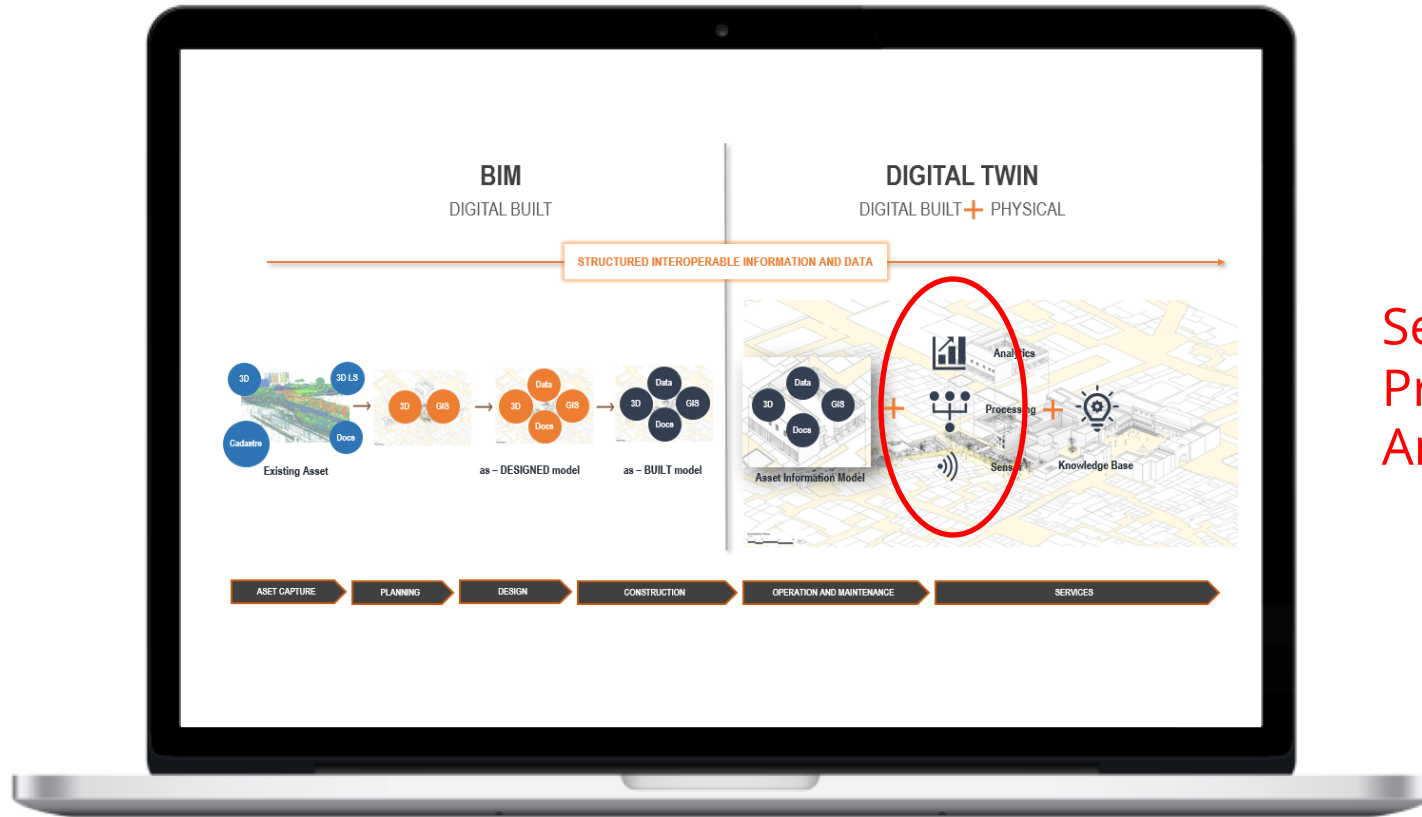 BIM
DIGITAL BUILT
DIGITAL TWIN
DIGITAL BUILT + PHYSICAL
STRUCTURED INTEROPERABLE INFORMATION AND DATA
3D
3D LS
Cadastro
Docs
Existing Asset
3D
GIS
Data
3D
GIS
Docs
as – DESIGNED model
Data
3D
GIS
Docs
as – BUILT model
Data
3D
GIS
Docs
Asset Information Model
+
Analytics
Processing
Sensor
+
Knowledge Base
Se
Pr
Ar
ASET CAPTURE
PLANNING
DESIGN
CONSTRUCTION
OPERATION AND MAINTENANCE
SERVICES